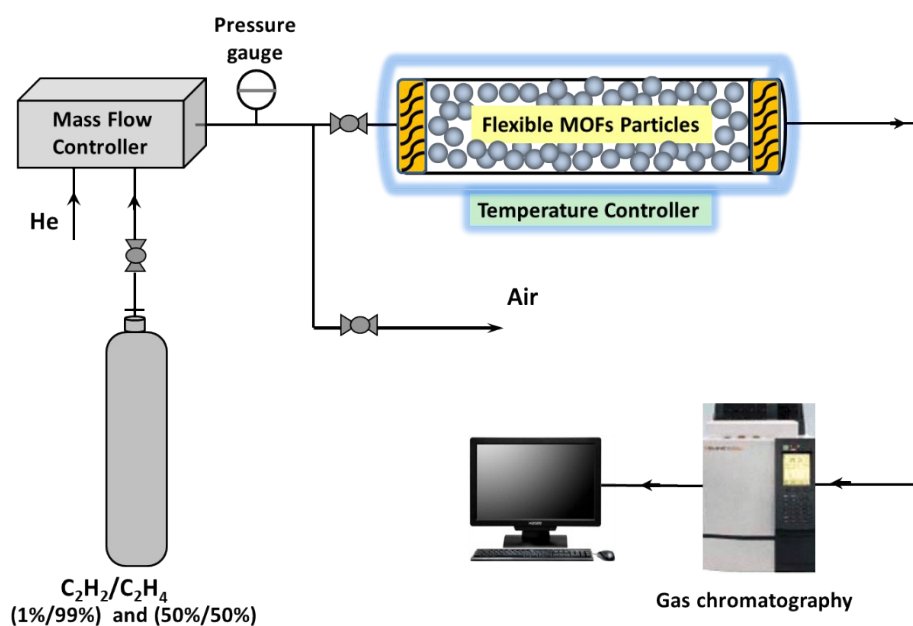 Pressure
gauge
Mass Flow
Controller
Flexible MOFs Particles
Temperature Controller
He
Air
C₂H₂/C₂H₄
(1%/99%) and (50%/50%)
Gas chromatography